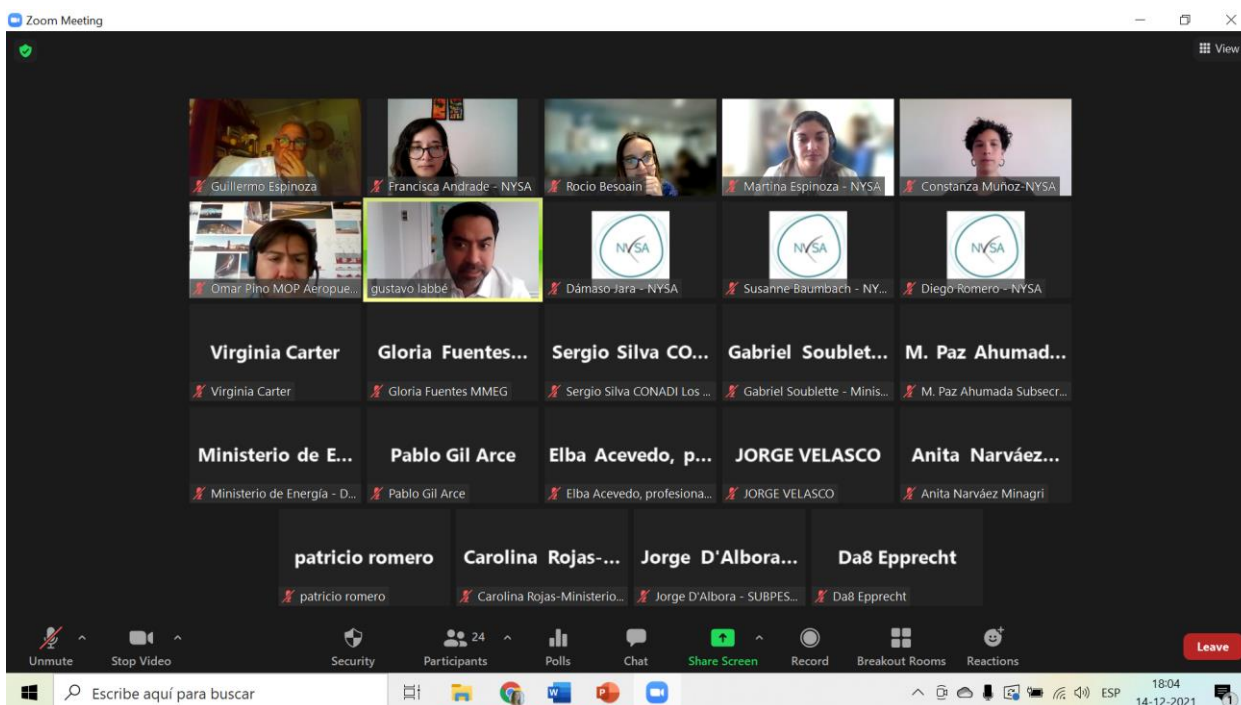 Zoom Meeting
View
Guillermo Espinoza
Francisca Andrade - NYSA
Rocio Besoain
Martina Espinoza - NYSA
Constanza Muñoz-NYSA
Omar Pino MOP Aeropue...
gustavo labbé
NYSA
Dámaso Jara - NYSA
NYSA
Susanne Baumbach - NY...
NYSA
Diego Romero - NYSA
Virginia Carter
Virginia Carter
Gloria Fuentes...
Gloria Fuentes MMEG
Sergio Silva CO...
Sergio Silva CONADI Los ...
Gabriel Soublet...
Gabriel Soublette - Minis...
M. Paz Ahumad...
M. Paz Ahumada Subsecr...
Ministerio de E...
Ministerio de Energía - D...
Pablo Gil Arce
Pablo Gil Arce
Elba Acevedo, p...
Elba Acevedo, profesiona...
JORGE VELASCO
JORGE VELASCO
Anita Narváez...
Anita Narváez Minagri
patricio romero
patricio romero
Carolina Rojas-...
Carolina Rojas-Ministerio...
Jorge D'Albora...
Jorge D'Albora - SUBPES...
Da8 Epprecht
Da8 Epprecht
Unmute
Stop Video
Security
24
Participants
Polls
Chat
Share Screen
Record
Breakout Rooms
Reactions
Leave
Escribe aquí para buscar
ESP
18:04
14-12-2021
1